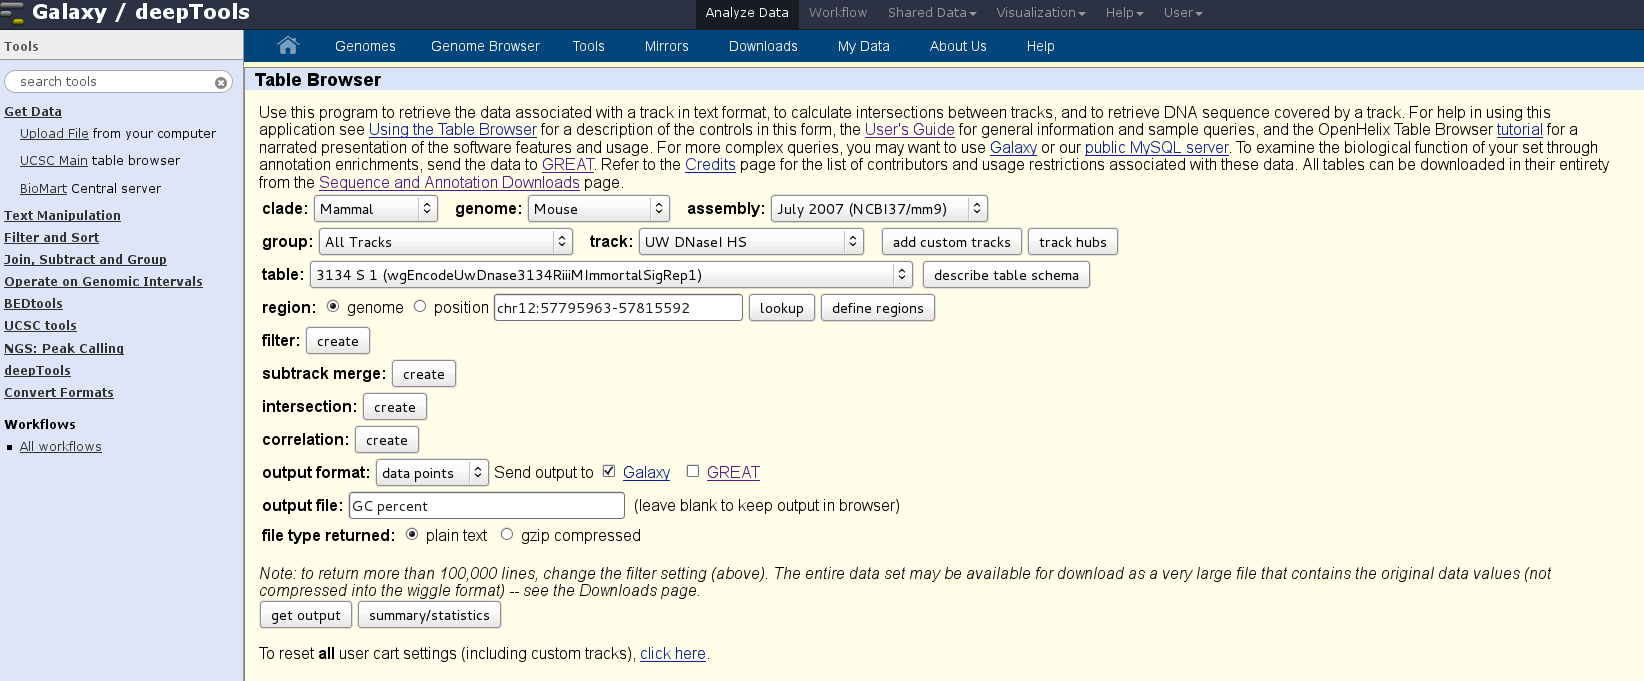 Galaxy / deepTools
Analyze Data Workflow Shared Data Visualization Help User
Tools
Genomes Genome Browser Tools Mirrors Downloads My Data About Us Help
search tools
Get Data
Upload File from your computer
UCSC Main table browser
BioMart Central server
Text Manipulation
Filter and Sort
Join, Subtract and Group
Operate on Genomic Intervals
BEDtools
UCSC tools
NGS: Peak Calling
deepTools
Convert Formats
Workflows
All workflows
Table Browser
Use this program to retrieve the data associated with a track in text format, to calculate intersections between tracks, and to retrieve DNA sequence covered by a track. For help in using this
application see Using the Table Browser for a description of the controls in this form, the User's Guide for general information and sample queries, and the OpenHelix Table Browser tutorial for a
narrated presentation of the software features and usage. For more complex queries, you may want to use Galaxy or our public MySQL server. To examine the biological function of your set through
annotation enrichments, send the data to GREAT. Refer to the Credits page for the list of contributors and usage restrictions associated with these data. All tables can be downloaded in their entirety
from the Sequence and Annotation Downloads page.
clade: Mammal genome: Mouse assembly: July 2007 (NCBI37/mm9)
group: All Tracks track: UW DNaseI HS add custom tracks track hubs
table: 3134 S 1 (wgEncodeUwDnase3134RiiiMImmortalSigRep1) describe table schema
region: genome position chr12:57795963-57815592 lookup define regions
filter: create
subtrack merge: create
intersection: create
correlation: create
output format: data points Send output to Galaxy GREAT
output file: GC percent (leave blank to keep output in browser)
file type returned: plain text gzip compressed
Note: to return more than 100,000 lines, change the filter setting (above). The entire data set may be available for download as a very large file that contains the original data values (not
compressed into the wiggle format) -- see the Downloads page.
get output summary/statistics
To reset all user cart settings (including custom tracks), click here.